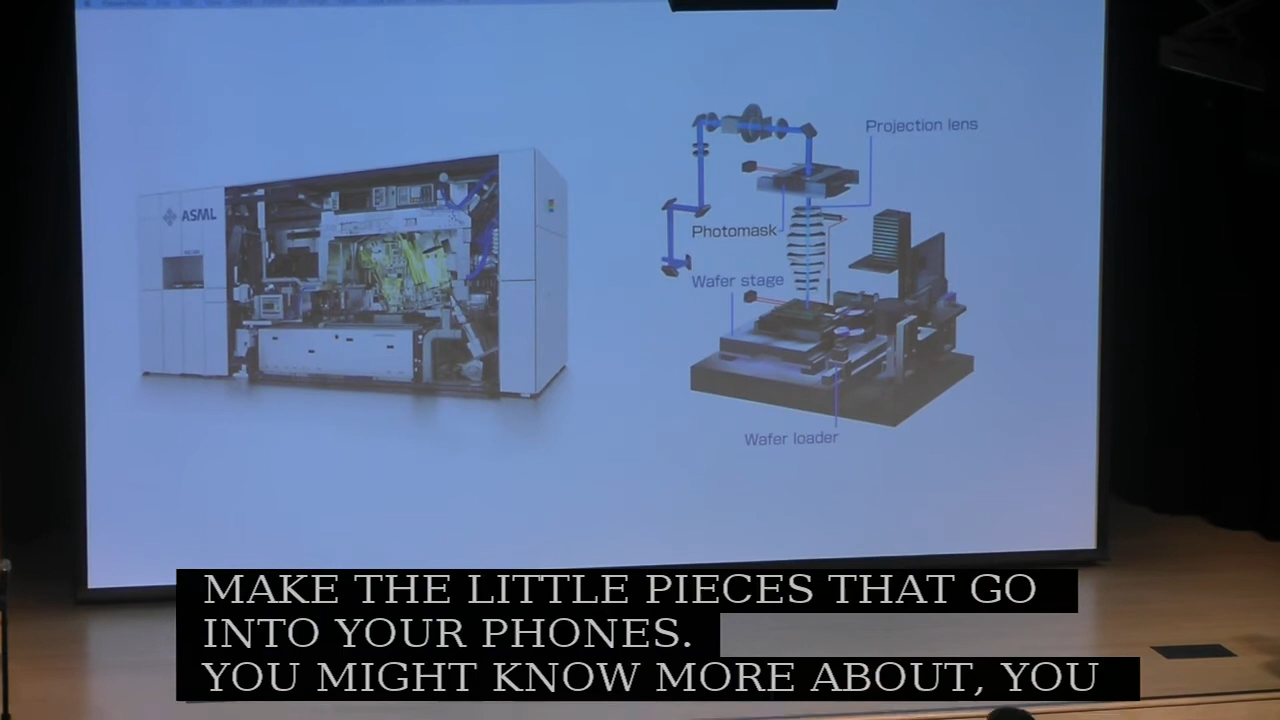 ASML
Projection lens
Photomask
Wafer stage
Wafer loader
MAKE THE LITTLE PIECES THAT GO
INTO YOUR PHONES.
YOU MIGHT KNOW MORE ABOUT, YOU